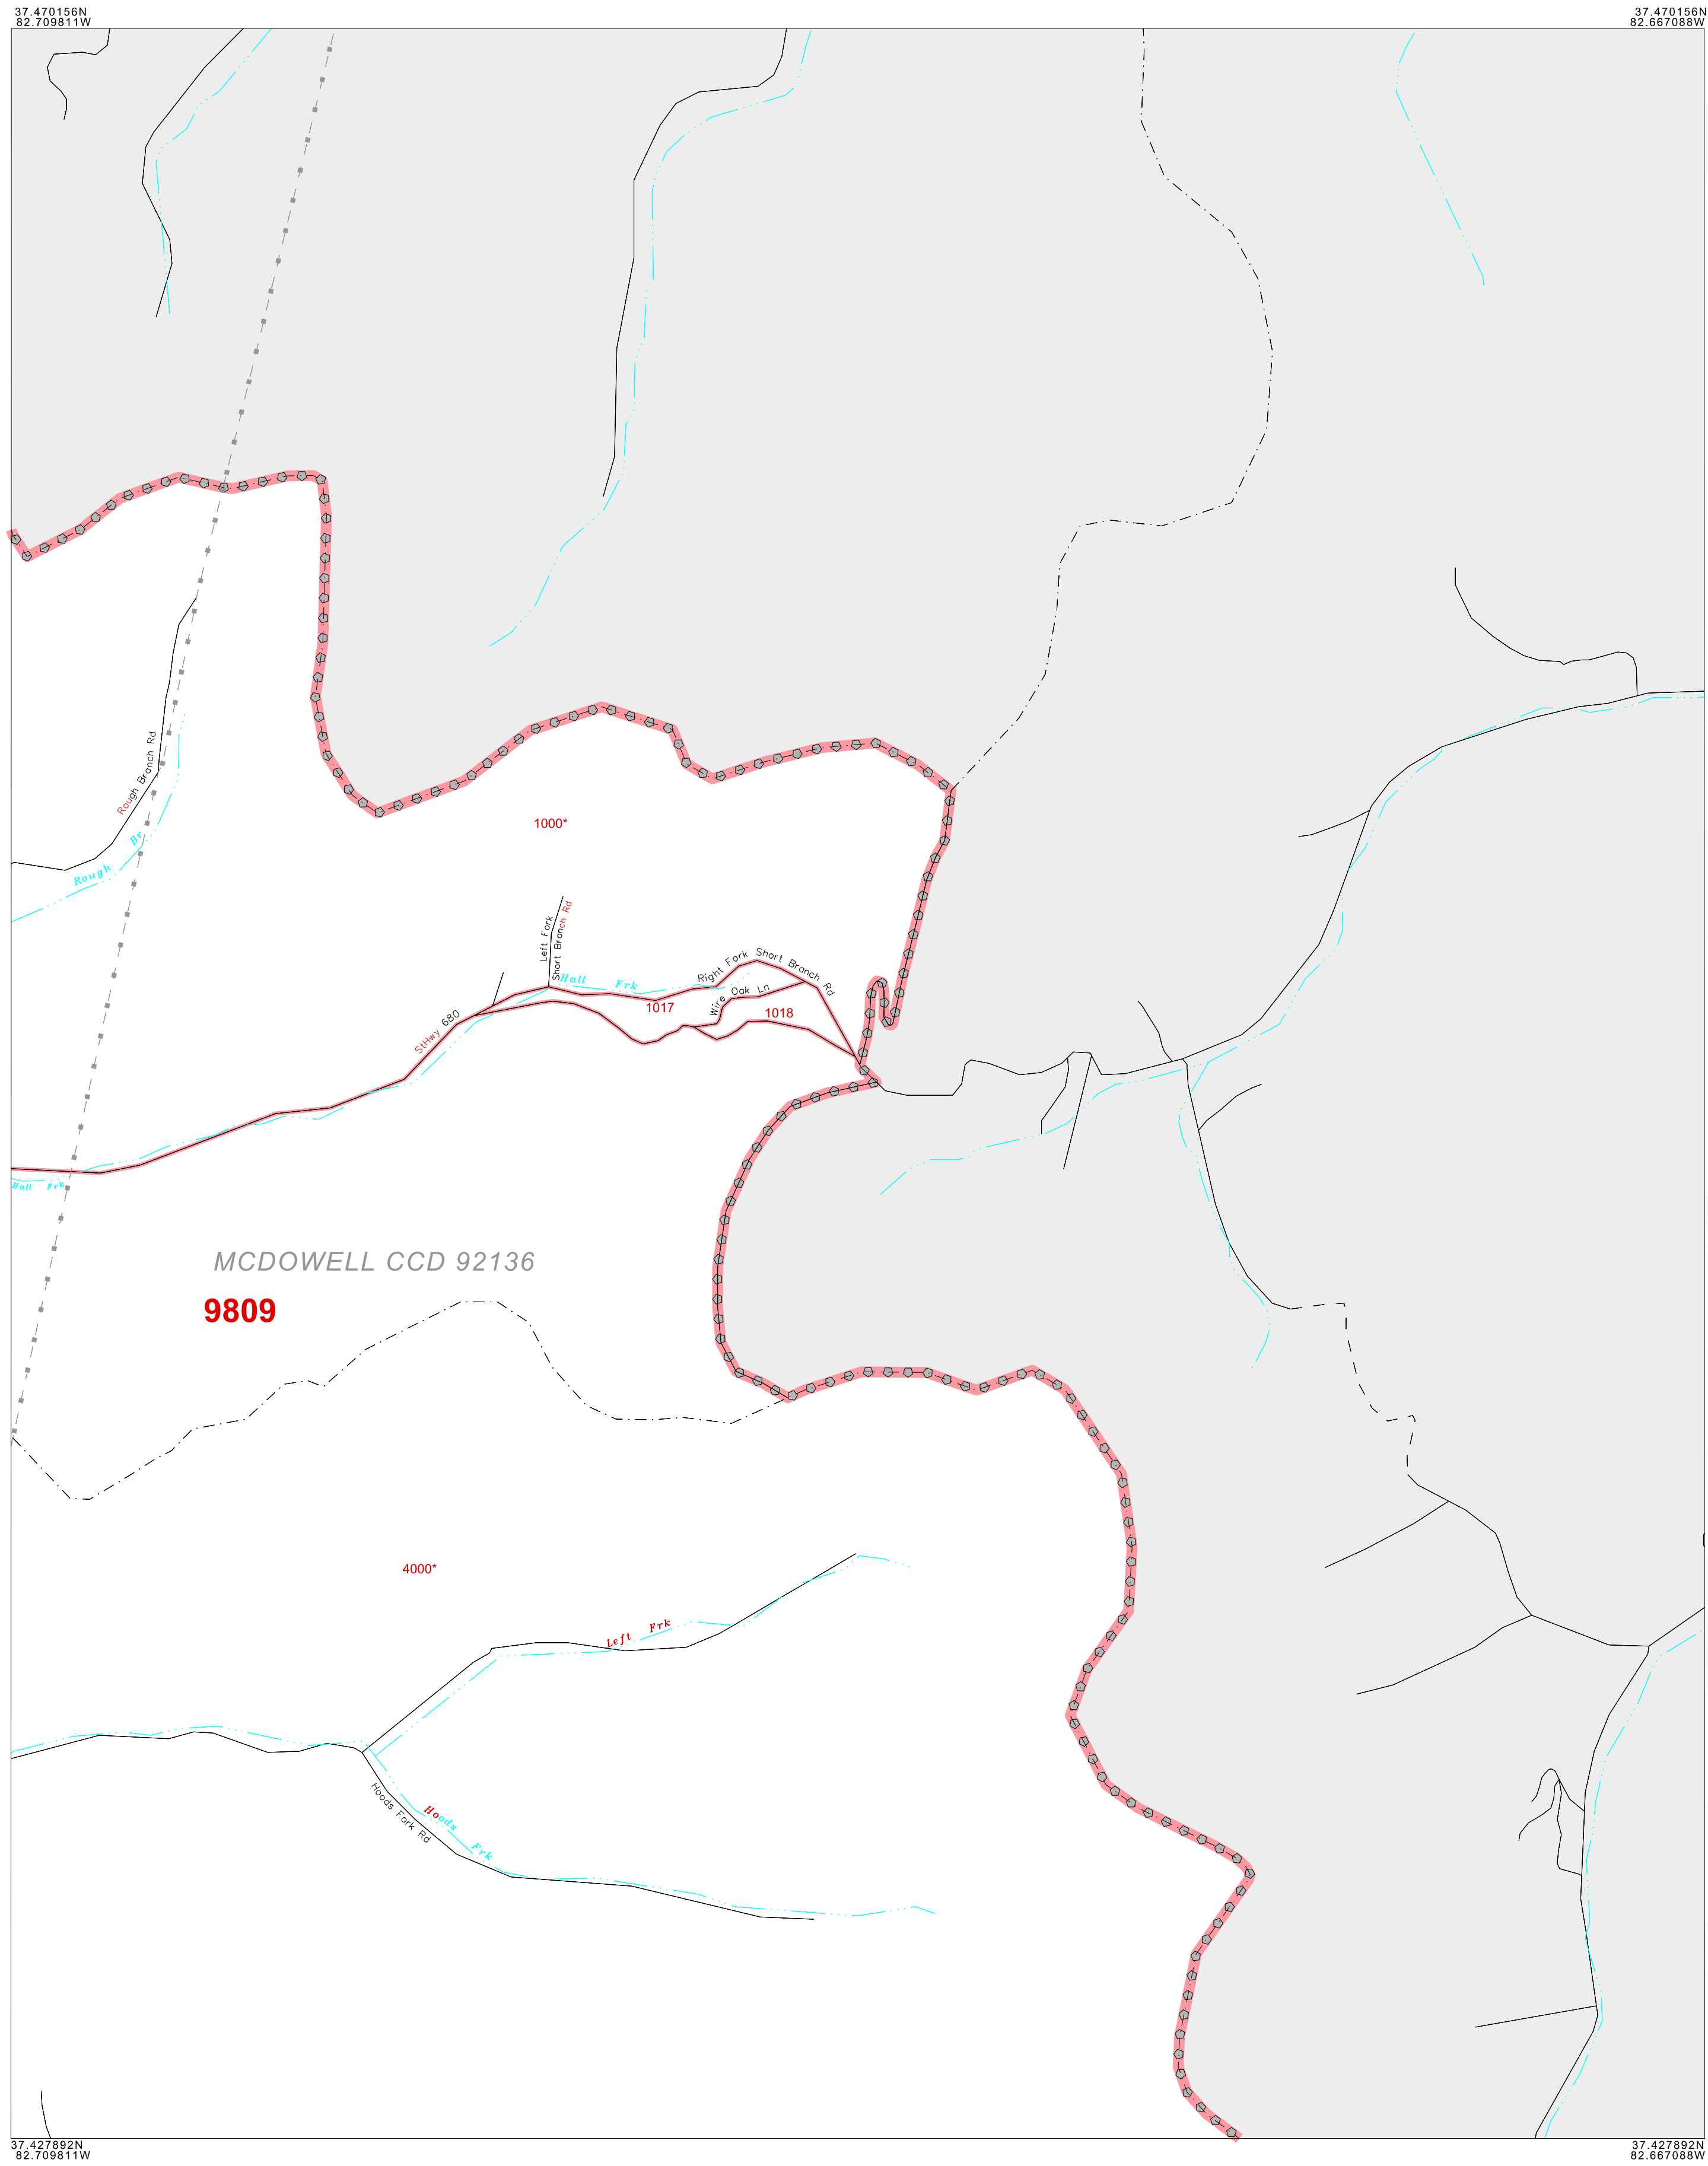 37.470156N
82.709811W
37.470156N
82.667088W
Rough Branch Rd
Rough Br
1000*
Left Fork
Short Branch Rd
Hall Frk
Right Fork Short Branch Rd
Wire Oak Ln
1017
1018
StHwy 680
Hall Frk
MCDOWELL CCD 92136
9809
4000*
Left Frk
Hoods Fork Rd
Hoods Frk
37.427892N
82.709811W
37.427892N
82.667088W